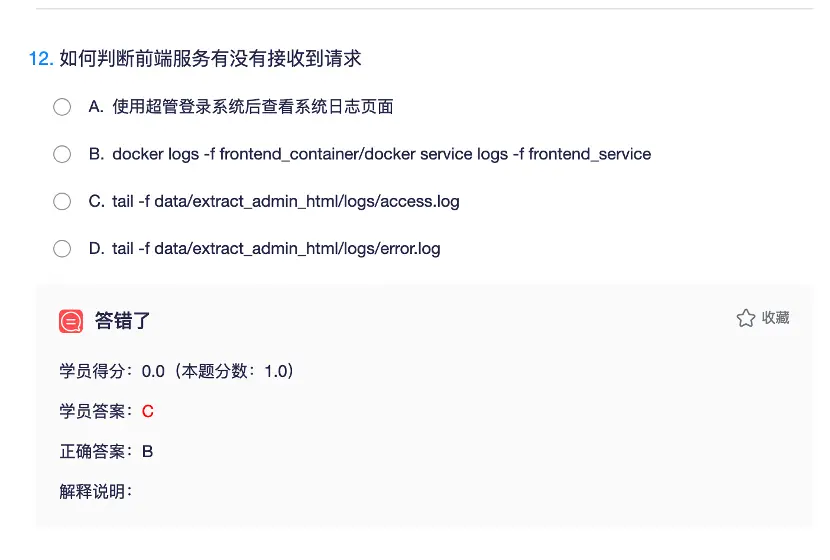 12. 如何判断前端服务有没有接收到请求
A. 使用超管登录系统后查看系统日志页面
B. docker logs -f frontend_container/docker service logs -f frontend_service
C. tail -f data/extract_admin_html/logs/access.log
D. tail -f data/extract_admin_html/logs/error.log
答错了 收藏
学员得分：0.0（本题分数：1.0）
学员答案：C
正确答案：B
解释说明：